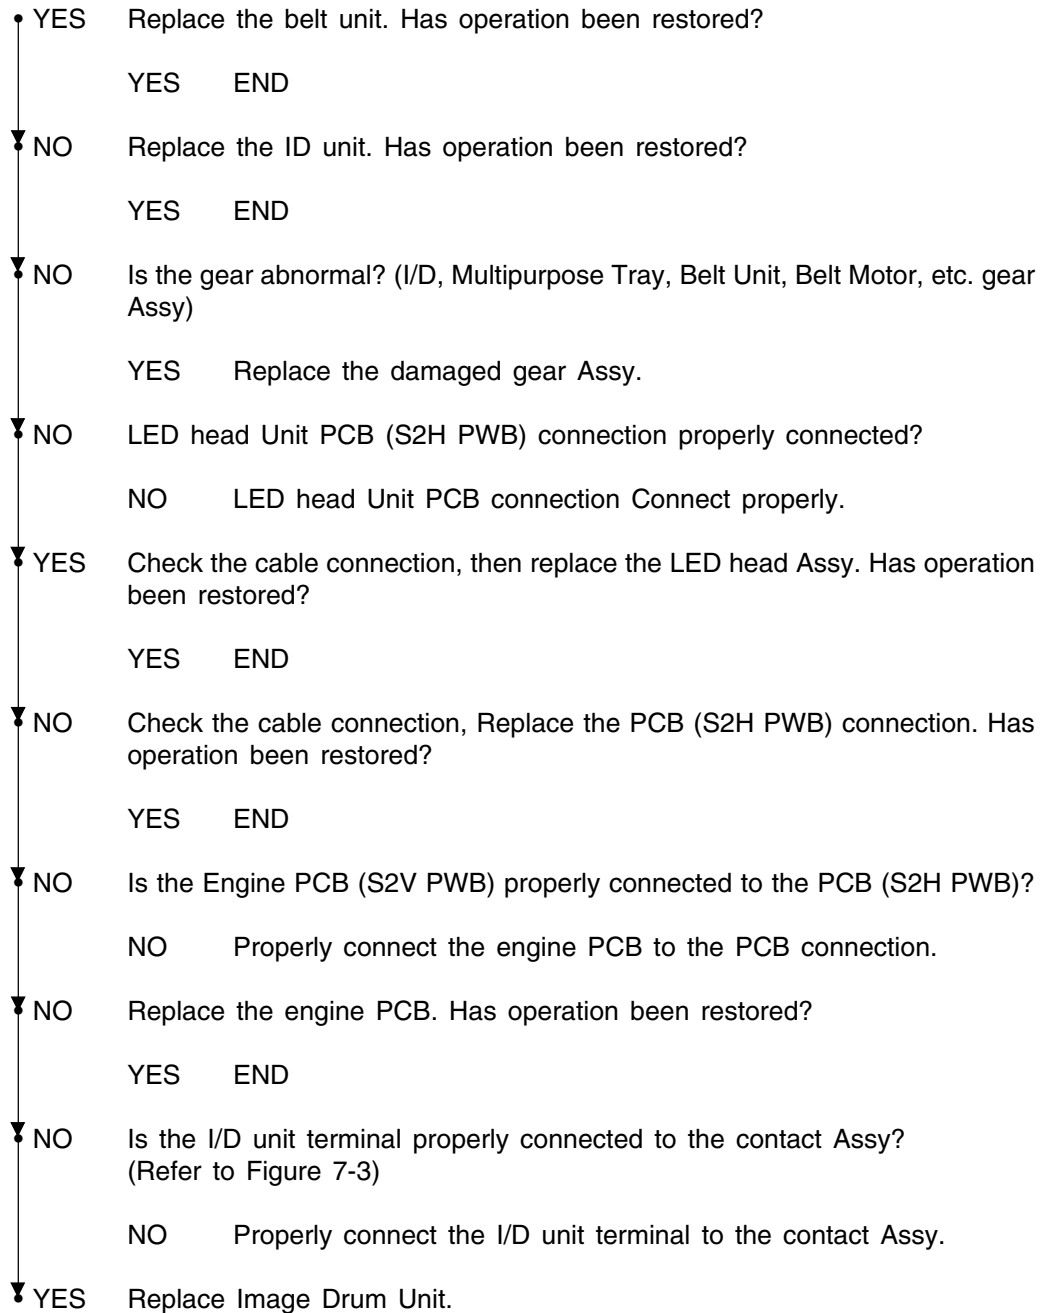 YES Replace the belt unit. Has operation been restored?
YES END
NO Replace the ID unit. Has operation been restored?
YES END
NO Is the gear abnormal? (I/D, Multipurpose Tray, Belt Unit, Belt Motor, etc. gear
Assy)
YES Replace the damaged gear Assy.
NO LED head Unit PCB (S2H PWB) connection properly connected?
NO LED head Unit PCB connection Connect properly.
YES Check the cable connection, then replace the LED head Assy. Has operation
been restored?
YES END
NO Check the cable connection, Replace the PCB (S2H PWB) connection. Has
operation been restored?
YES END
NO Is the Engine PCB (S2V PWB) properly connected to the PCB (S2H PWB)?
NO Properly connect the engine PCB to the PCB connection.
NO Replace the engine PCB. Has operation been restored?
YES END
NO Is the I/D unit terminal properly connected to the contact Assy?
(Refer to Figure 7-3)
NO Properly connect the I/D unit terminal to the contact Assy.
YES Replace Image Drum Unit.